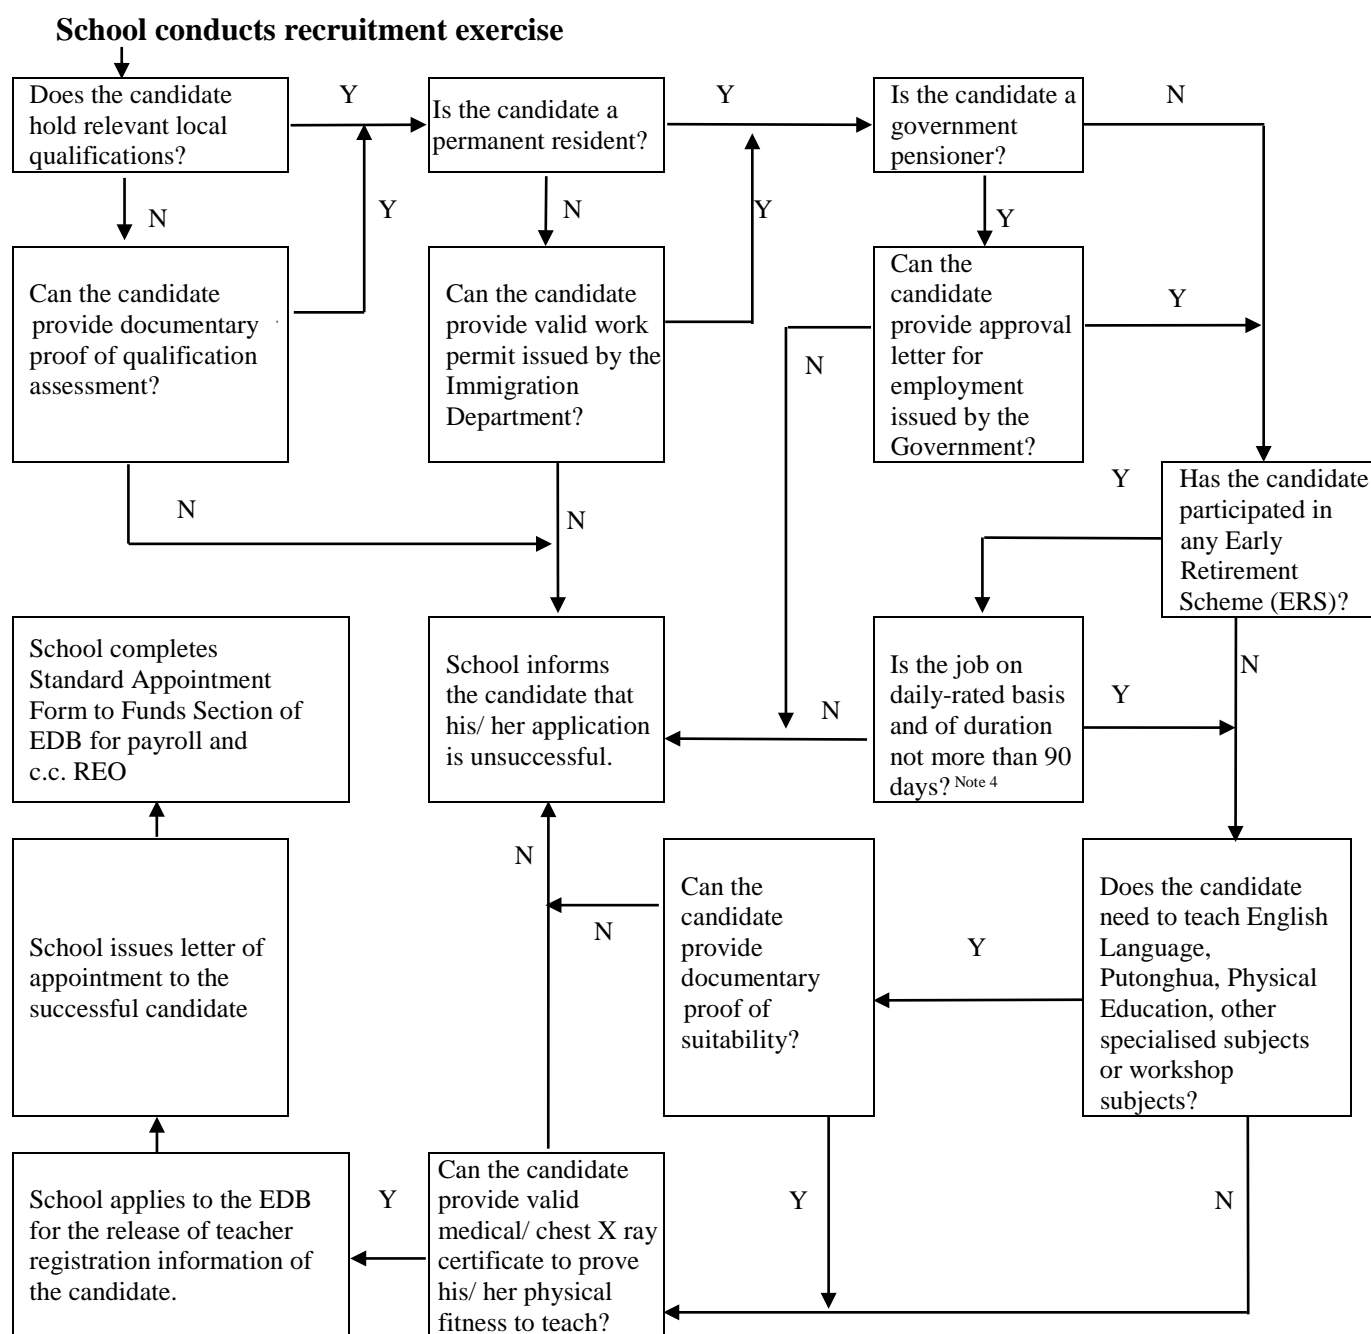 School conducts recruitment exercise
Does the candidate
hold relevant local
qualifications?
Y
Is the candidate a
permanent resident?
Y
Is the candidate a
government
pensioner?
N
N
Y
N
Y
Y
Can the candidate
provide documentary
proof of qualification
assessment?
Can the candidate
provide valid work
permit issued by the
Immigration
Department?
Can the
candidate
provide approval
letter for
employment
issued by the
Government?
Y
N
N
N
Y
Has the candidate
participated in
any Early
Retirement
Scheme (ERS)?
School completes
Standard Appointment
Form to Funds Section of
EDB for payroll and
c.c. REO
School informs
the candidate that
his/ her application
is unsuccessful.
N
Is the job on
daily-rated basis
and of duration
not more than 90
days? Note 4
Y
N
School issues letter of
appointment to the
successful candidate
N
N
Can the
candidate
provide
documentary
proof of
suitability?
Y
Does the candidate
need to teach English
Language,
Putonghua, Physical
Education, other
specialised subjects
or workshop
subjects?
School applies to the EDB
for the release of teacher
registration information of
the candidate.
Y
Can the candidate
provide valid
medical/ chest X ray
certificate to prove
his/ her physical
fitness to teach?
Y
N